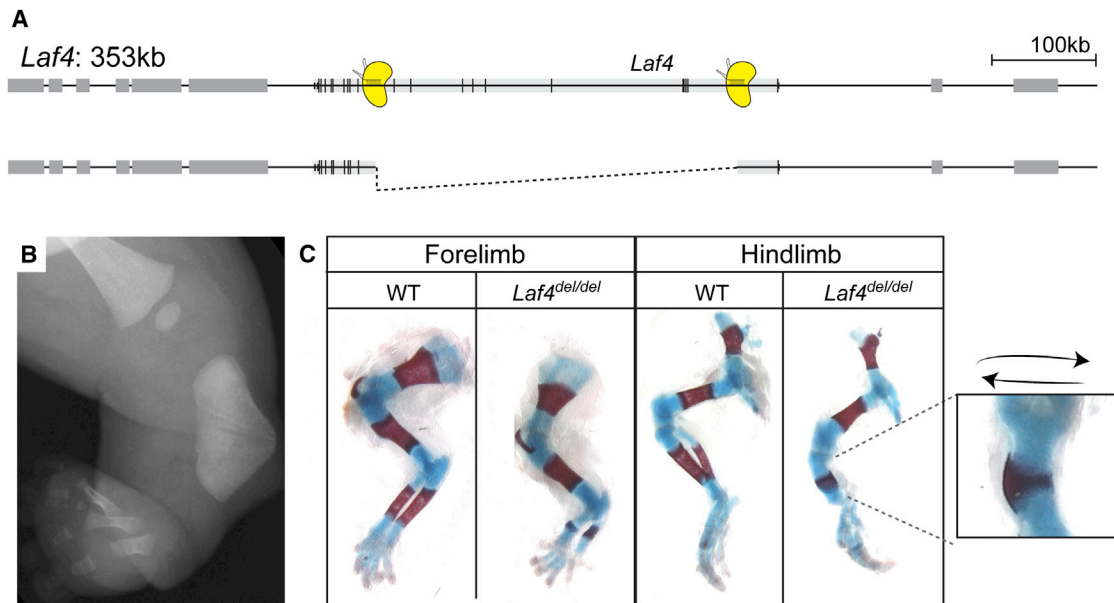 A
Laf4: 353kb
Laf4
100kb
B
C
Forelimb
Hindlimb
WT
Laf4del/del
WT
Laf4del/del